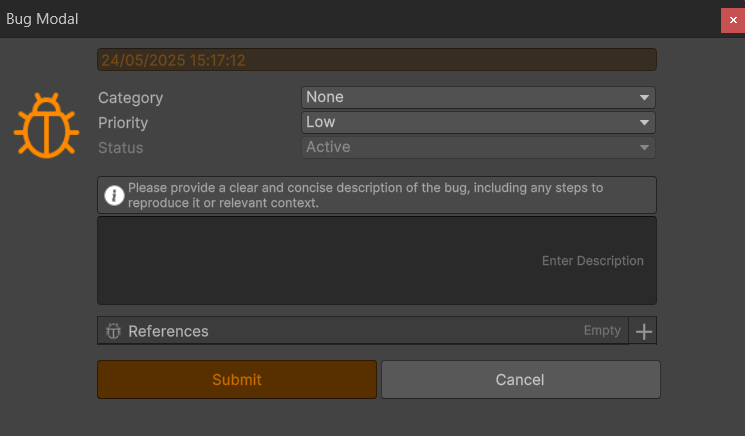 Bug Modal
24/05/2025 15:17:12
Category None
Priority Low
Status Active
Please provide a clear and concise description of the bug, including any steps to
reproduce it or relevant context.
Enter Description
References Empty
Submit Cancel